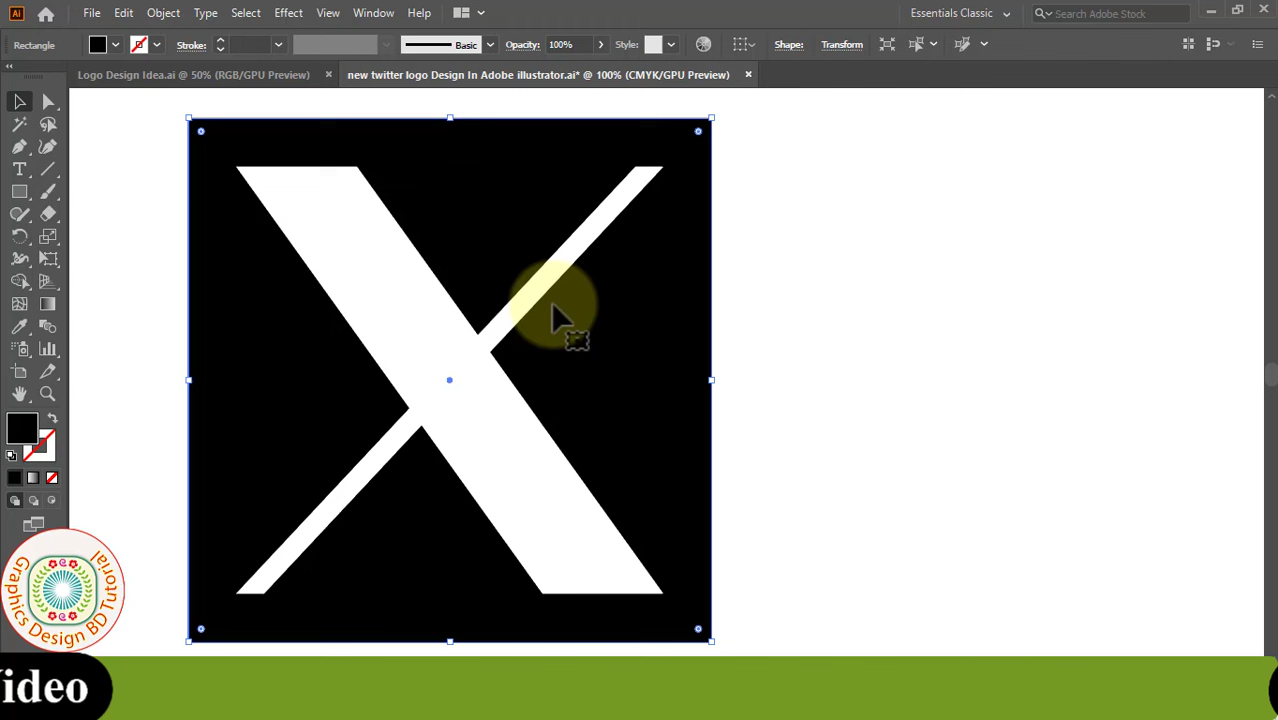 Ai File Edit Object Type Select Effect View Window Help Essentials Classic Search Adobe Stock
Rectangle Stroke: Basic Opacity: 100% Style: Shape: Transform
Logo Design Idea.ai @ 50% (RGB/GPU Preview) × new twitter logo Design In Adobe illustrator.ai* @ 100% (CMYK/GPU Preview) ×
X
Graphics Design BD Tutorial
Video